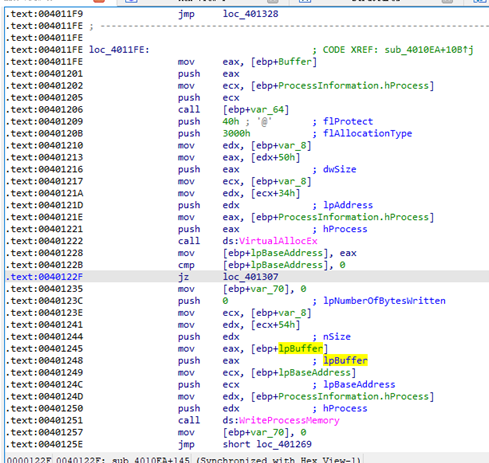 .text:004011F9 jmp loc_401328
.text:004011FE ; ---------------------------------------------------------------------------
.text:004011FE
.text:004011FE loc_4011FE: ; CODE XREF: sub_4010EA+10B↑j
.text:004011FE mov eax, [ebp+Buffer]
.text:00401201 push eax
.text:00401202 mov ecx, [ebp+ProcessInformation.hProcess]
.text:00401205 push ecx
.text:00401206 call [ebp+var_64]
.text:00401209 push 40h ; '@' ; flProtect
.text:0040120B push 3000h ; flAllocationType
.text:00401210 mov edx, [ebp+var_8]
.text:00401213 mov eax, [edx+50h]
.text:00401216 push eax ; dwSize
.text:00401217 mov ecx, [ebp+var_8]
.text:0040121A mov edx, [ecx+34h]
.text:0040121D push edx ; lpAddress
.text:0040121E mov eax, [ebp+ProcessInformation.hProcess]
.text:00401221 push eax ; hProcess
.text:00401222 call ds:VirtualAllocEx
.text:00401228 mov [ebp+lpBaseAddress], eax
.text:0040122B cmp [ebp+lpBaseAddress], 0
.text:0040122F jz loc_401307
.text:00401235 mov [ebp+var_70], 0
.text:0040123C push 0 ; lpNumberOfBytesWritten
.text:0040123E mov ecx, [ebp+var_8]
.text:00401241 mov edx, [ecx+54h]
.text:00401244 push edx ; nSize
.text:00401245 mov eax, [ebp+lpBuffer]
.text:00401248 push eax ; lpBuffer
.text:00401249 mov ecx, [ebp+lpBaseAddress]
.text:0040124C push ecx ; lpBaseAddress
.text:0040124D mov edx, [ebp+ProcessInformation.hProcess]
.text:00401250 push edx ; hProcess
.text:00401251 call ds:WriteProcessMemory
.text:00401257 mov [ebp+var_70], 0
.text:0040125E jmp short loc_401269
0000122F 0040122F: sub_4010EA+145 (Synchronized with Hex View-1)